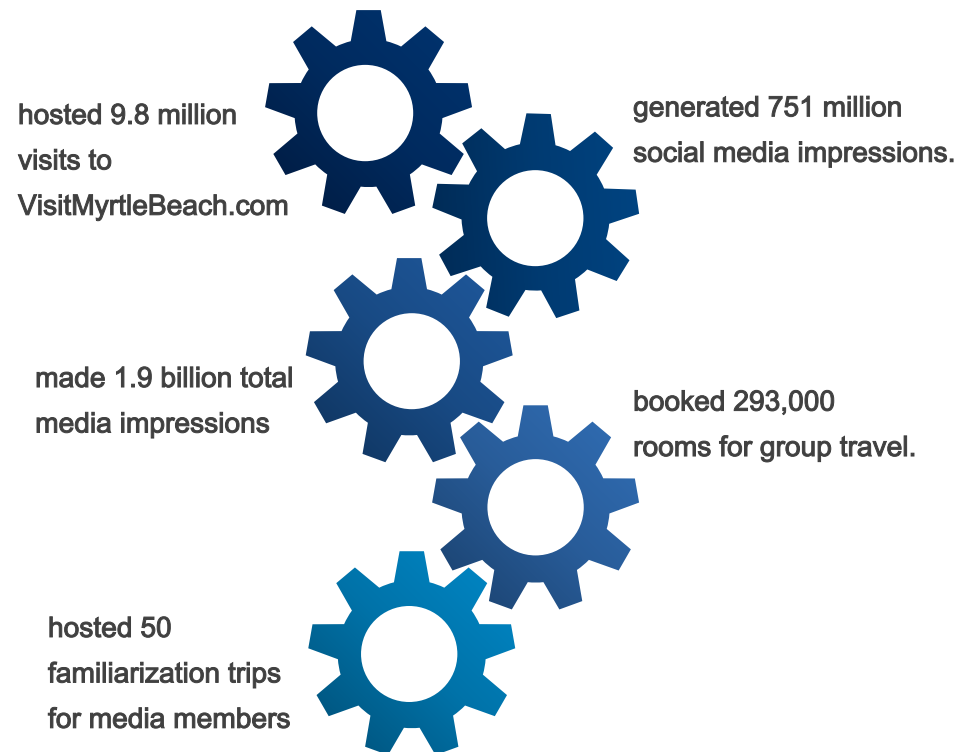 hosted 9.8 million
visits to
VisitMyrtleBeach.com
generated 751 million
social media impressions.
made 1.9 billion total
media impressions
booked 293,000
rooms for group travel.
hosted 50
familiarization trips
for media members